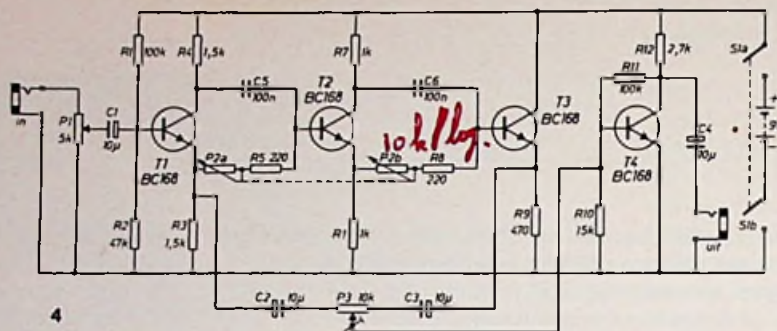 R1 100k
R4 1,5k
R7 1k
R12 2,7k
S1a
C5
100n
T2
BC168
C6
100n
T3
BC168
R11
100k
+
9
in
P1
5k
C1
10µ
T1
BC168
P2a
R5 220
10k/log.
P2b
R8
220
T4
BC168
C4
10µ
R2
47k
R3
1,5k
R1 1k
R9
470
R10
15k
uit
S1b
C2 10µ
P3 10k
C3 10µ
4